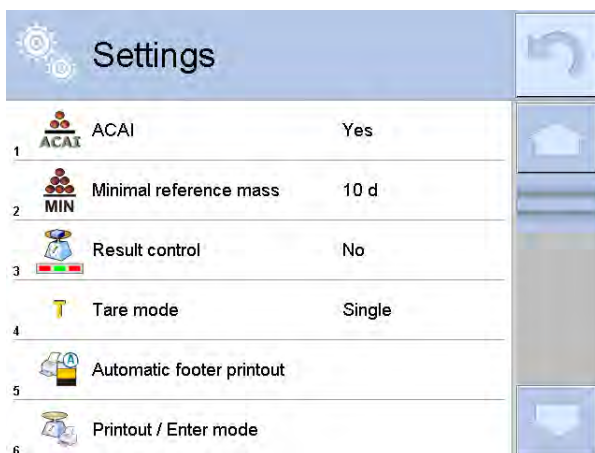 Settings
ACAI Yes
ACAI
1
Minimal reference mass 10 d
MIN
2
Result control No
3
T Tare mode Single
4
A
Automatic footer printout
5
Printout / Enter mode
6